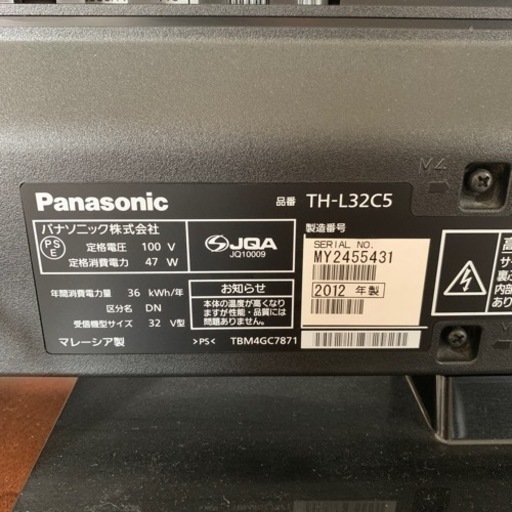 Panasonic
品番 TH-L32C5
パナソニック株式会社
PS E
定格電圧 100 V
定格消費電力 47 W
JQA
JQ10009
製造番号
SERIAL NO.
MY2455431
2012 年製
年間消費電力量 36 kWh/年
区分名 DN
受信機型サイズ 32 V型
お知らせ
本体の温度が高くなり
ますが性能・品質には
問題ありません。
マレーシア製 >PS< TBM4GC7871
M4